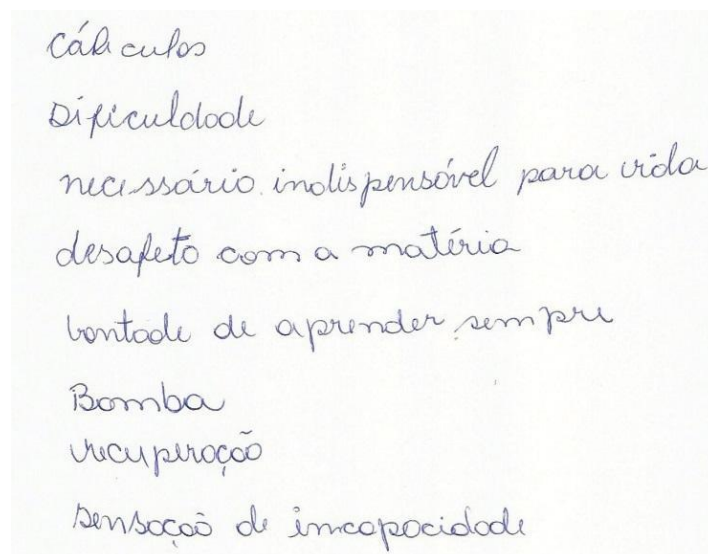 Cálculos
Dificuldade
necessário indispensável para vida
desafeto com a matéria
vontade de aprender sempre
Bomba
recuperação
sensação de incapacidade